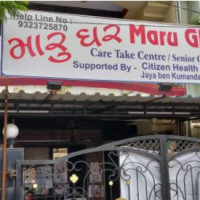 Help Line No :
9323725870
મારુ ઘર Maru G
Care Take Centre / Senior C
Supported By - Citizen Health
Jaya ben Kumanda